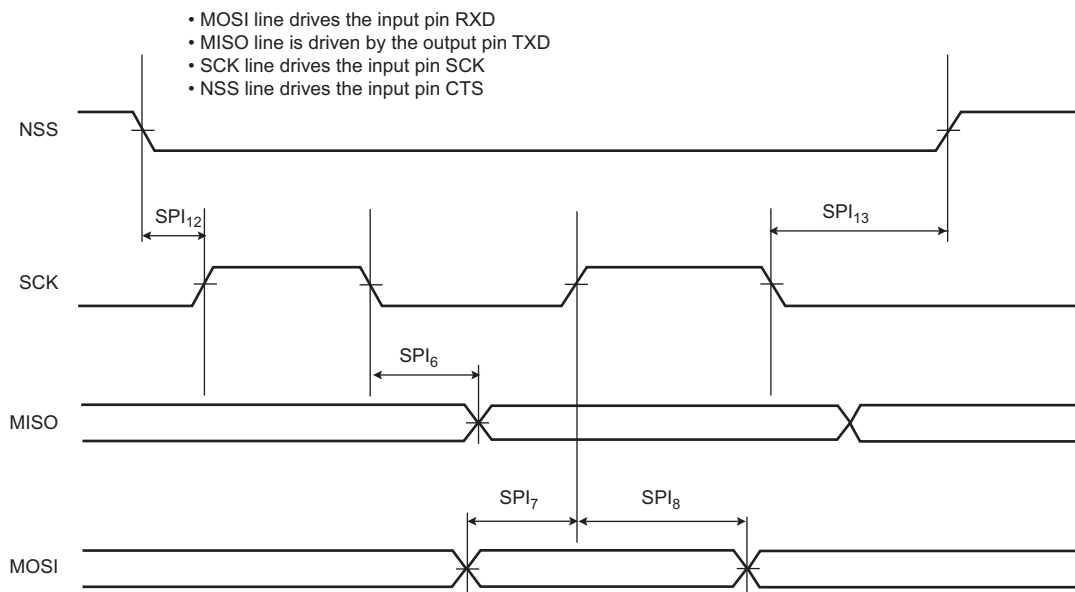 • MOSI line drives the input pin RXD
• MISO line is driven by the output pin TXD
• SCK line drives the input pin SCK
• NSS line drives the input pin CTS
NSS
SPI₁₂
SPI₁₃
SCK
SPI₆
MISO
SPI₇
SPI₈
MOSI